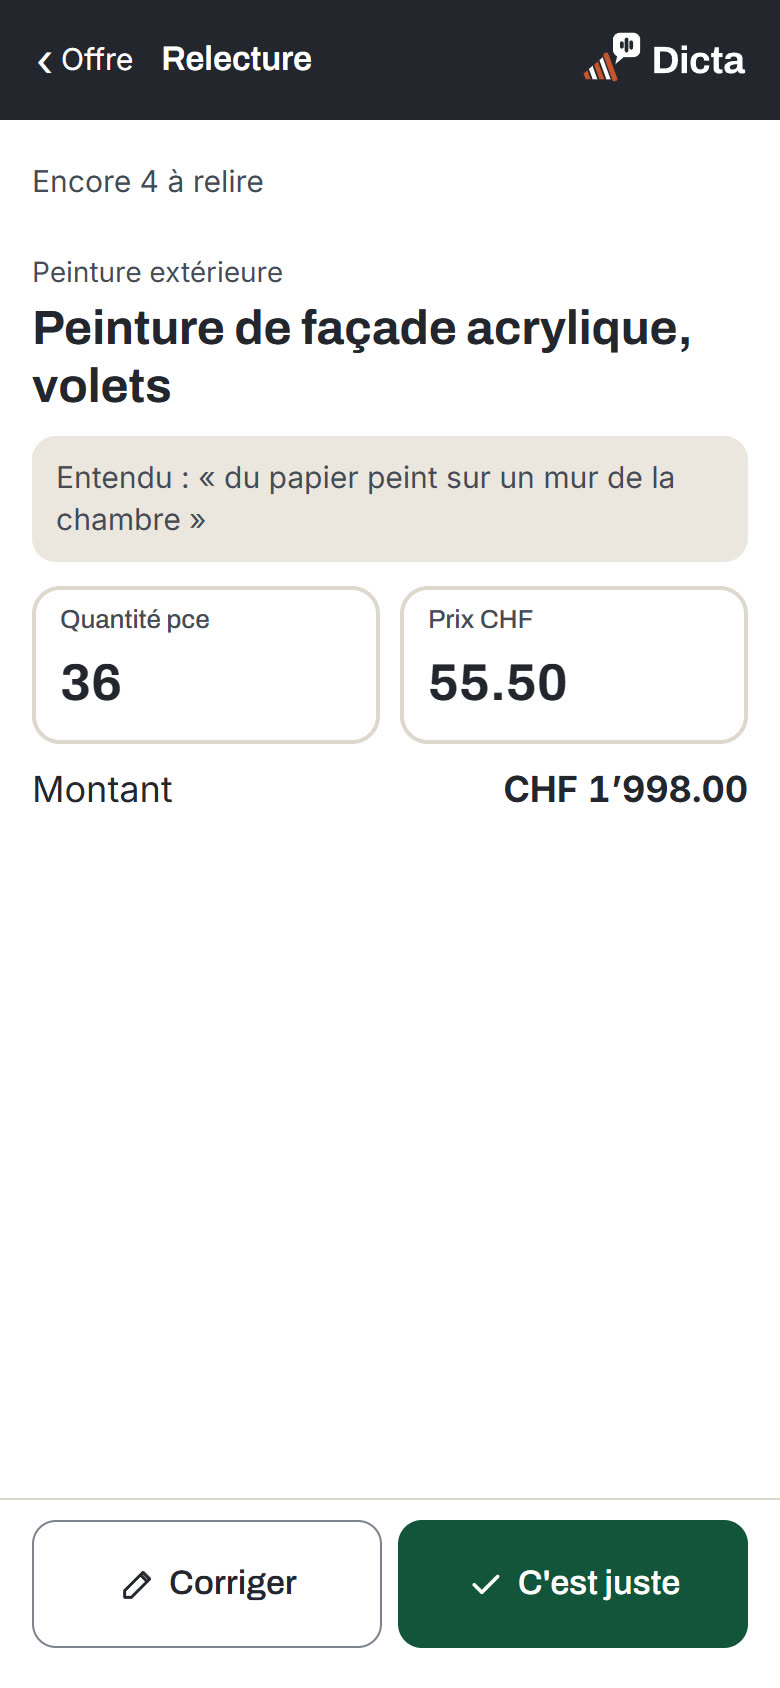 ‹ Offre Relecture Dicta
Encore 4 à relire
Peinture extérieure
Peinture de façade acrylique,
volets
Entendu : « du papier peint sur un mur de la
chambre »
Quantité pce Prix CHF
36 55.50
Montant CHF 1’998.00
Corriger C'est juste